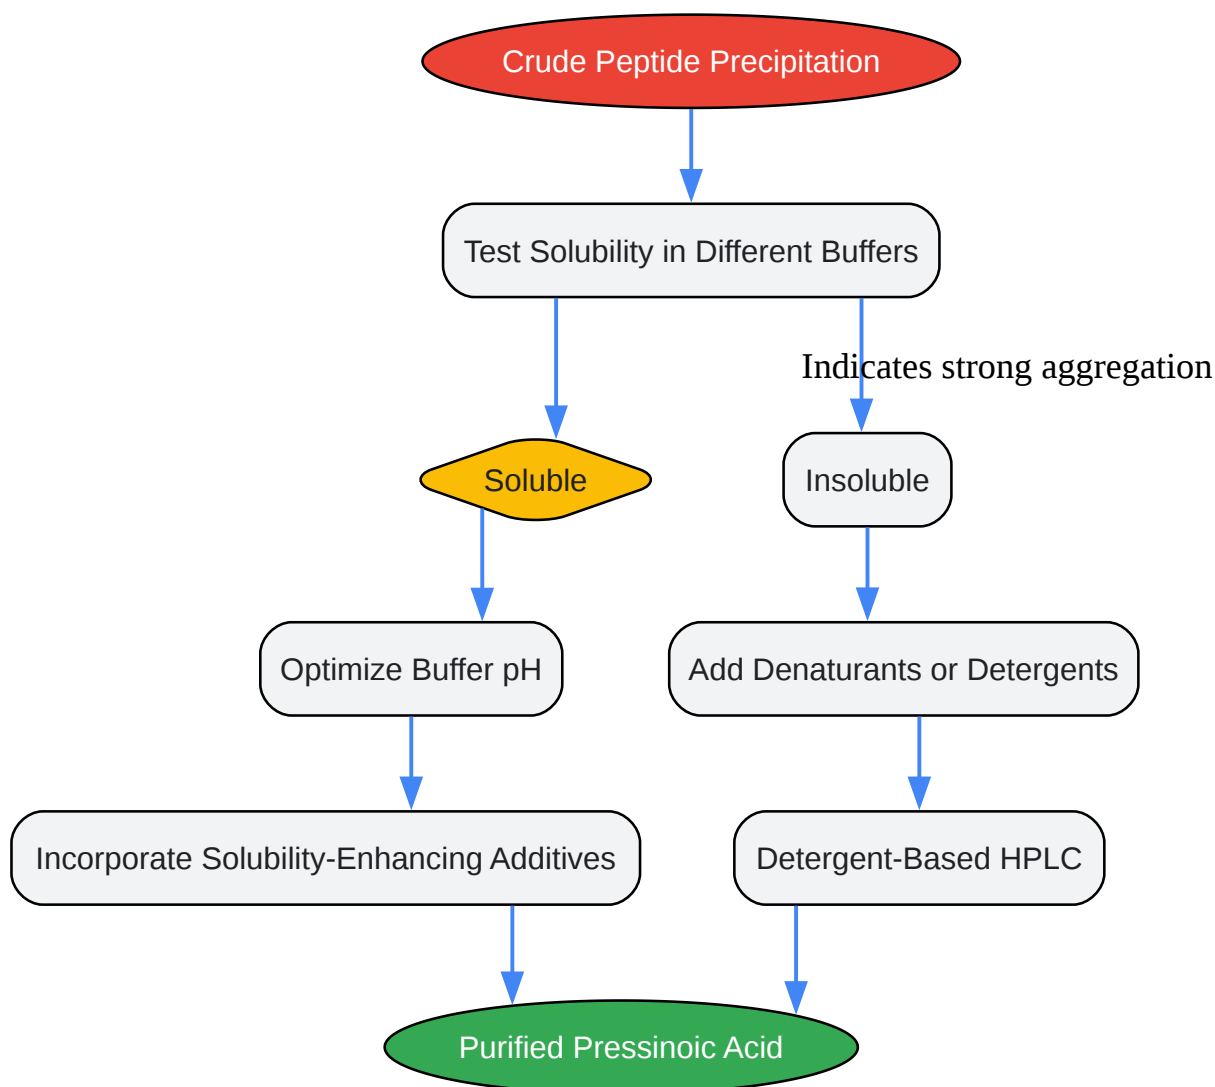 Crude Peptide Precipitation
Test Solubility in Different Buffers
Indicates strong aggregation
Soluble
Insoluble
Optimize Buffer pH
Add Denaturants or Detergents
Incorporate Solubility-Enhancing Additives
Detergent-Based HPLC
Purified Pressinoic Acid